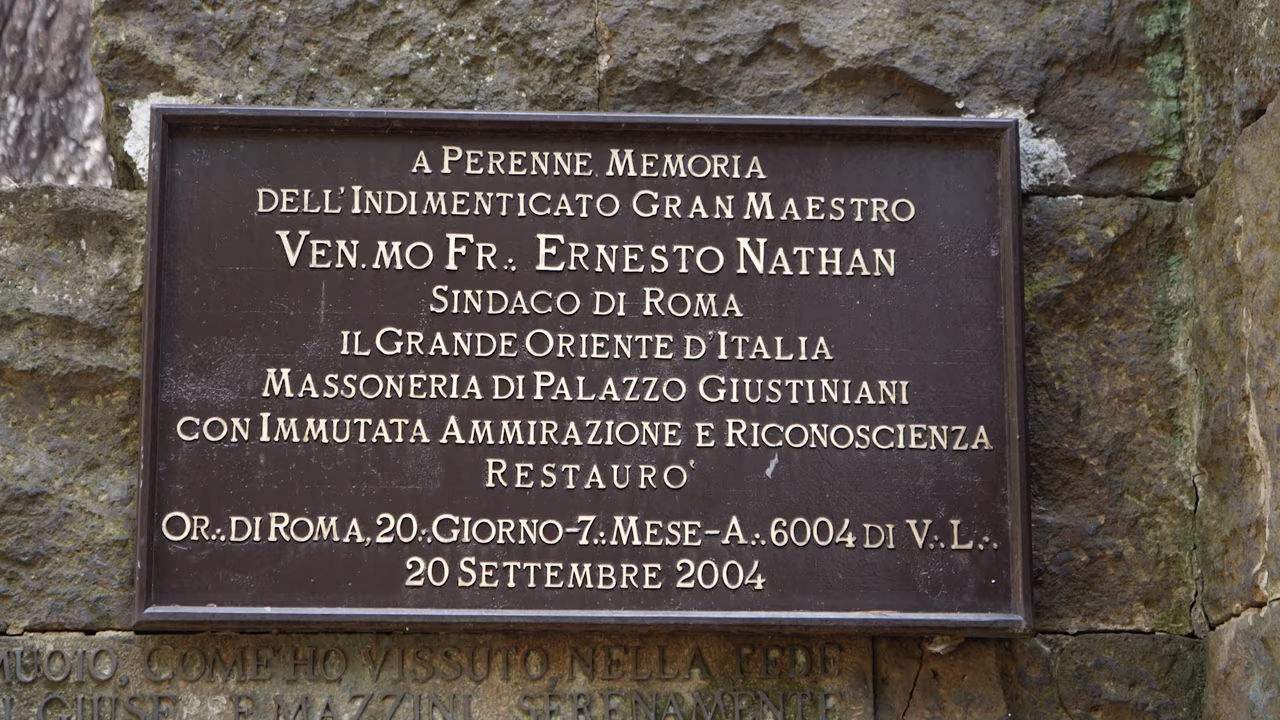 A PERENNE MEMORIA
DELL'INDIMENTICATO GRAN MAESTRO
VEN.MO FR∴ ERNESTO NATHAN
SINDACO DI ROMA
IL GRANDE ORIENTE D'ITALIA
MASSONERIA DI PALAZZO GIUSTINIANI
CON IMMUTATA AMMIRAZIONE E RICONOSCIENZA
RESTAURO'
OR∴DI ROMA, 20∴GIORNO-7∴MESE-A∴6004 DI V∴L∴
20 SETTEMBRE 2004
MUOIO, COME HO VISSUTO, NELLA FEDE
MAZZINI SERENAMENTE